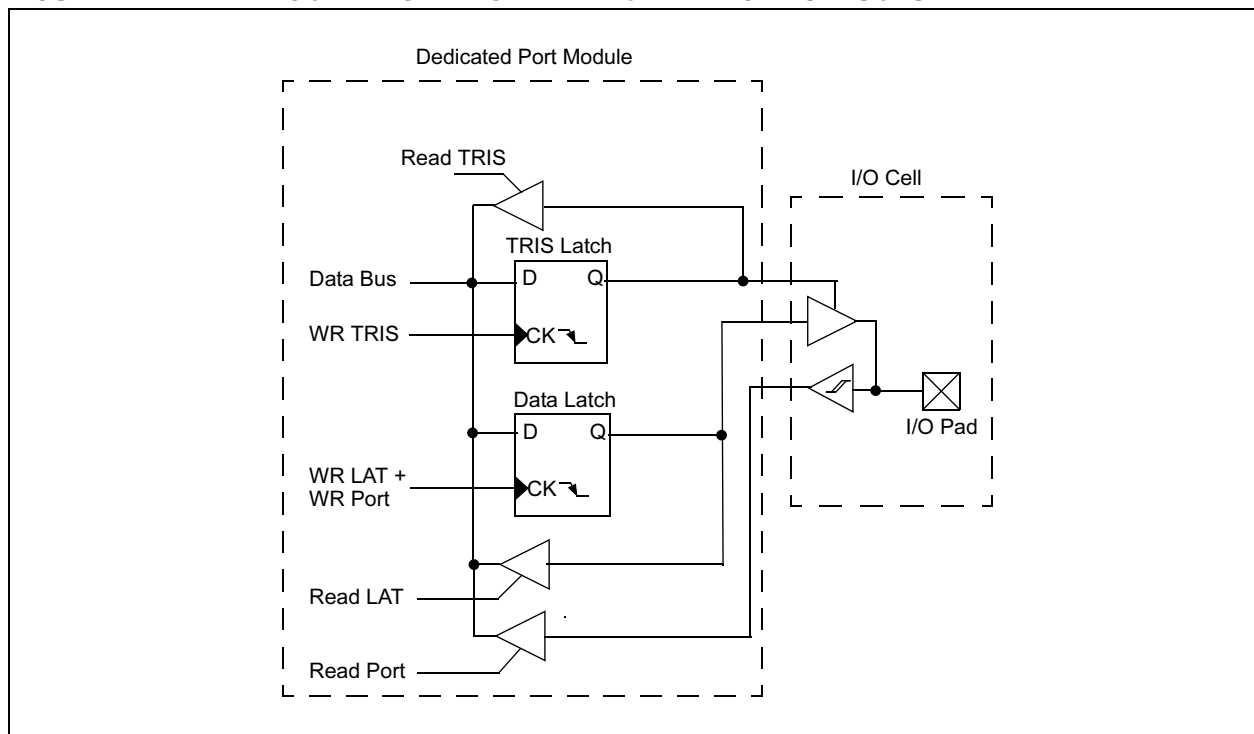 Dedicated Port Module
Read TRIS
I/O Cell
TRIS Latch
Data Bus
D
Q
WR TRIS
CK
Data Latch
I/O Pad
D
Q
WR LAT +
WR Port
CK
Read LAT
Read Port